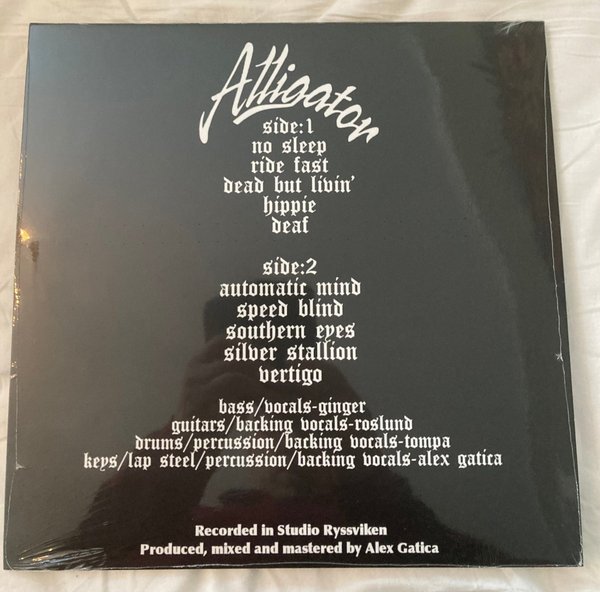 Alligator
side:1
no sleep
ride fast
dead but livin'
hippie
deaf
side:2
automatic mind
speed blind
southern eyes
silver stallion
vertigo
bass/vocals-ginger
guitars/backing vocals-roslund
drums/percussion/backing vocals-tompa
keys/lap steel/percussion/backing vocals-alex gatica
Recorded in Studio Ryssviken
Produced, mixed and mastered by Alex Gatica